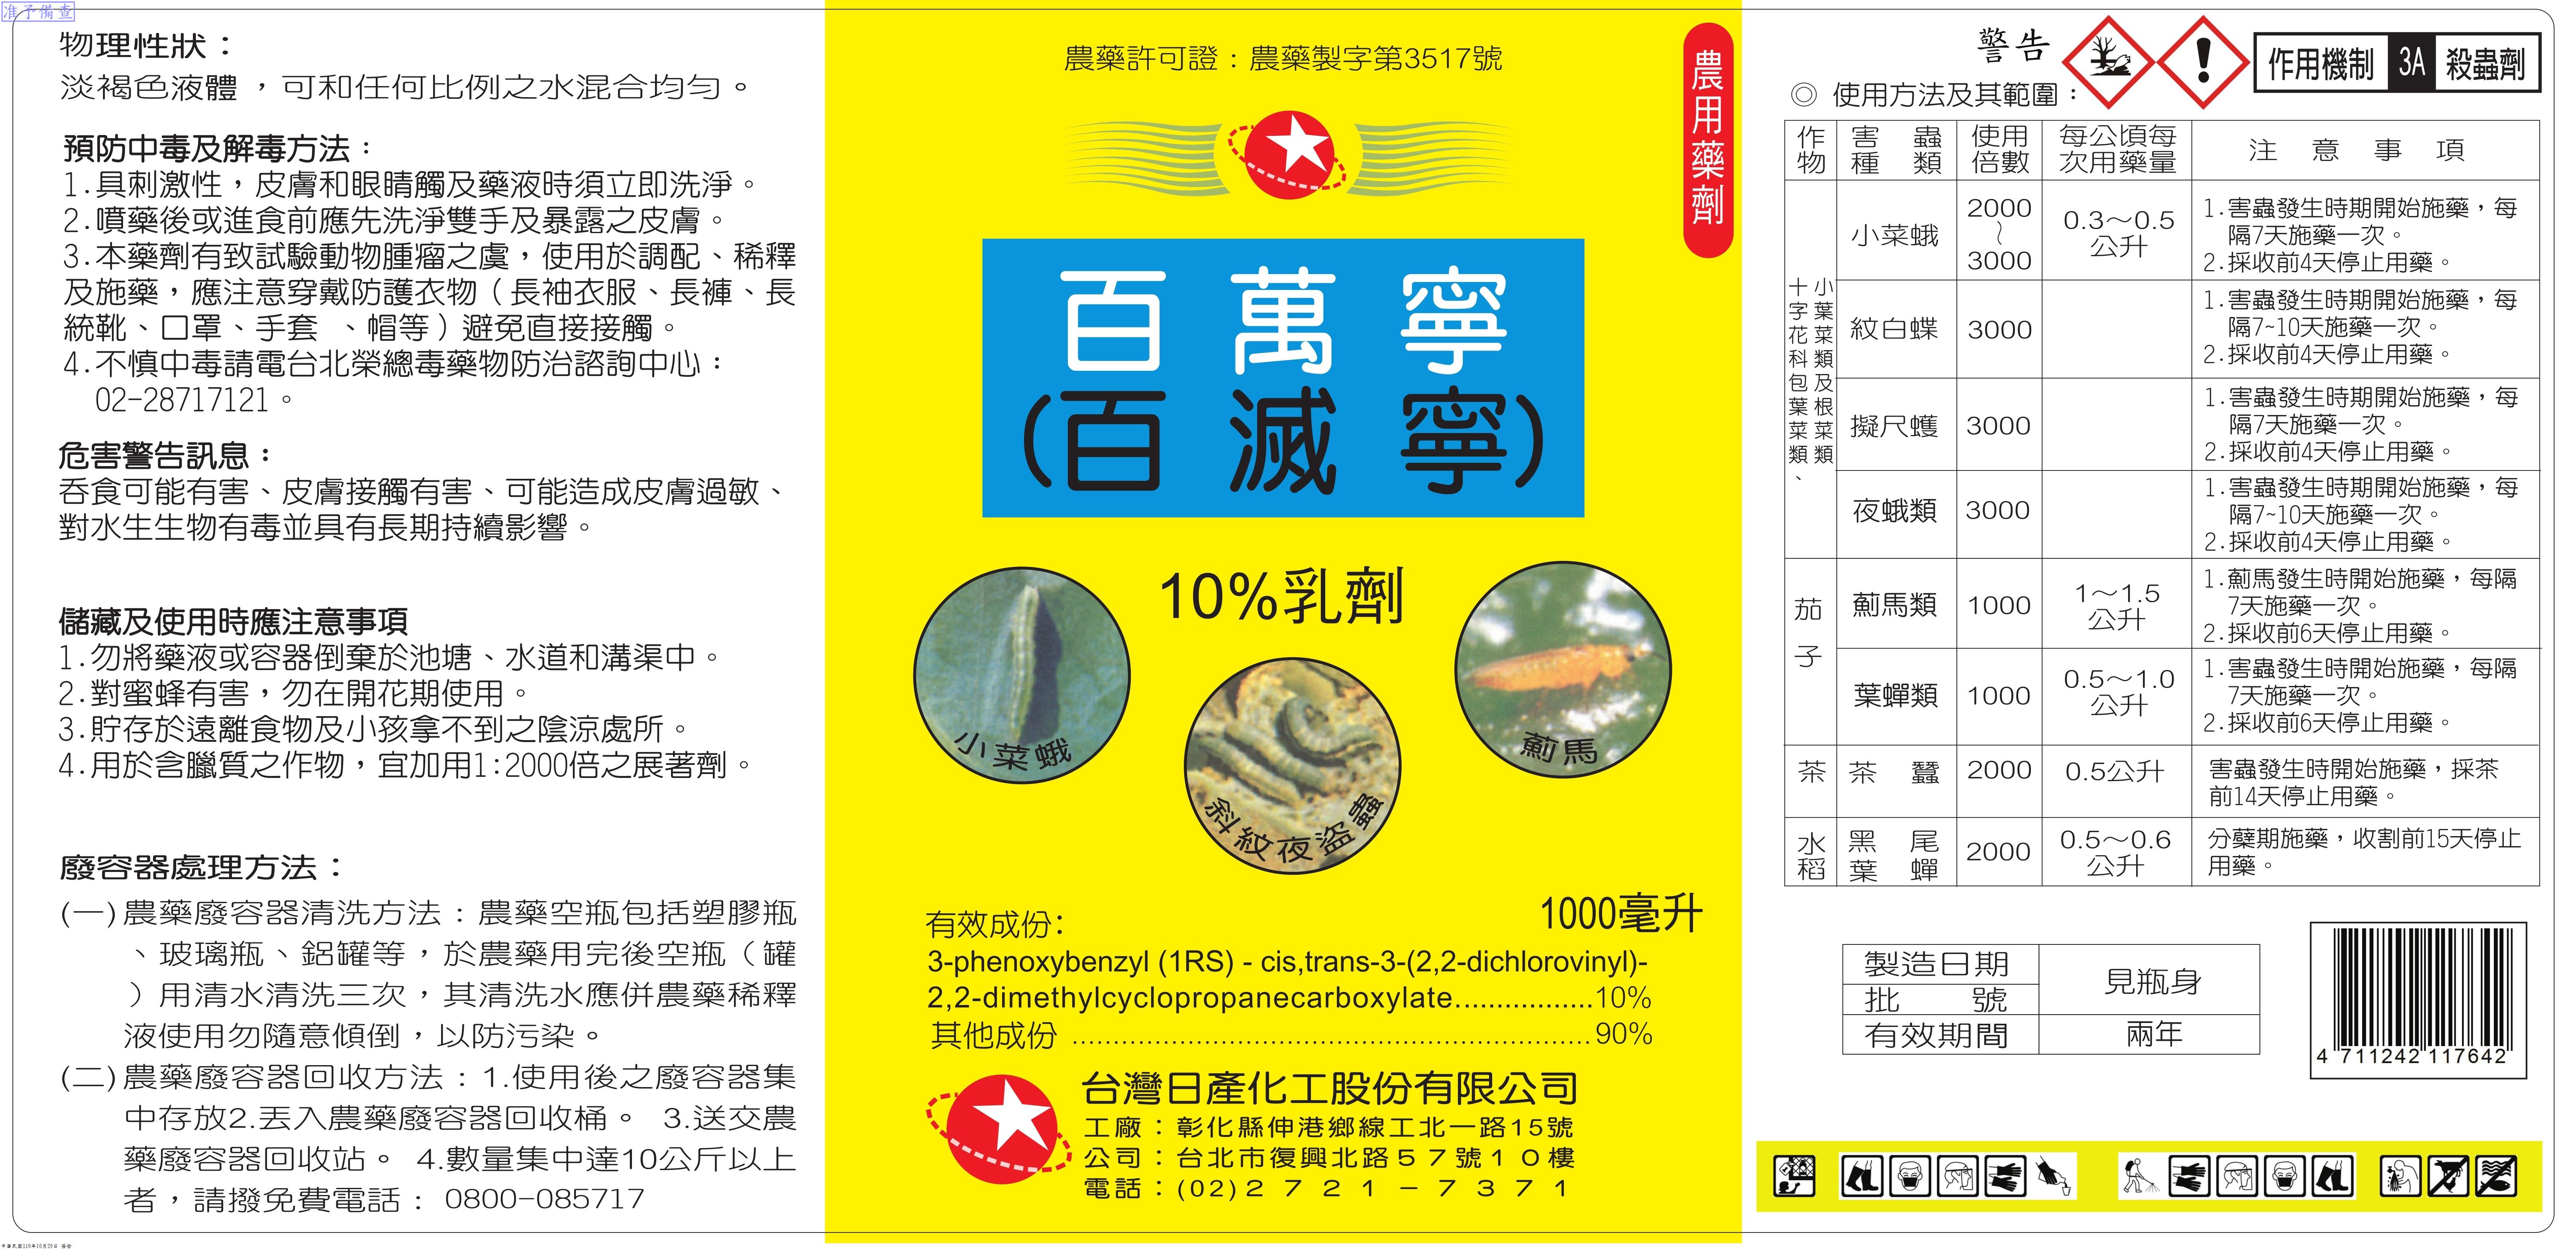 准予備查
物理性狀：
淡褐色液體，可和任何比例之水混合均勻。
預防中毒及解毒方法：
1.具刺激性，皮膚和眼睛觸及藥液時須立即洗淨。
2.噴藥後或進食前應先洗淨雙手及暴露之皮膚。
3.本藥劑有致試驗動物腫瘤之虞，使用於調配、稀釋
及施藥，應注意穿戴防護衣物（長袖衣服、長褲、長
統靴、口罩、手套 、帽等）避免直接接觸。
4.不慎中毒請電台北榮總毒藥物防治諮詢中心：
02-28717121。
危害警告訊息：
吞食可能有害、皮膚接觸有害、可能造成皮膚過敏、
對水生生物有毒並具有長期持續影響。
儲藏及使用時應注意事項
1.勿將藥液或容器倒棄於池塘、水道和溝渠中。
2.對蜜蜂有害，勿在開花期使用。
3.貯存於遠離食物及小孩拿不到之陰涼處所。
4.用於含臘質之作物，宜加用1:2000倍之展著劑。
廢容器處理方法：
(一)農藥廢容器清洗方法：農藥空瓶包括塑膠瓶
、玻璃瓶、鋁罐等，於農藥用完後空瓶（罐
）用清水清洗三次，其清洗水應併農藥稀釋
液使用勿隨意傾倒，以防污染。
(二)農藥廢容器回收方法：1.使用後之廢容器集
中存放2.丟入農藥廢容器回收桶。 3.送交農
藥廢容器回收站。 4.數量集中達10公斤以上
者，請撥免費電話： 0800-085717
中華民國110年10月20日 簽發
農藥許可證：農藥製字第3517號
農用藥劑
百萬寧
(百滅寧)
10%乳劑
小菜蛾
斜紋夜盜蟲
薊馬
1000毫升
有效成份:
3-phenoxybenzyl (1RS) - cis,trans-3-(2,2-dichlorovinyl)-
2,2-dimethylcyclopropanecarboxylate.................10%
其他成份 ................................................................90%
台灣日產化工股份有限公司
工廠：彰化縣伸港鄉線工北一路15號
公司：台北市復興北路５７號１０樓
電話：(02)２７２１－７３７１
警告
作用機制 3A 殺蟲劑
◎ 使用方法及其範圍：
作物 害蟲種類 使用倍數 每公頃每次用藥量 注意事項
小葉菜類及根菜類
十字花科包葉菜類、
小菜蛾 2000～3000 0.3～0.5公升
1.害蟲發生時期開始施藥，每
隔7天施藥一次。
2.採收前4天停止用藥。
紋白蝶 3000
1.害蟲發生時期開始施藥，每
隔7~10天施藥一次。
2.採收前4天停止用藥。
擬尺蠖 3000
1.害蟲發生時期開始施藥，每
隔7天施藥一次。
2.採收前4天停止用藥。
夜蛾類 3000
1.害蟲發生時期開始施藥，每
隔7~10天施藥一次。
2.採收前4天停止用藥。
茄子
薊馬類 1000 1～1.5公升
1.薊馬發生時開始施藥，每隔
7天施藥一次。
2.採收前6天停止用藥。
葉蟬類 1000 0.5～1.0公升
1.害蟲發生時開始施藥，每隔
7天施藥一次。
2.採收前6天停止用藥。
茶 茶蠶 2000 0.5公升
害蟲發生時開始施藥，採茶
前14天停止用藥。
水稻 黑尾葉蟬 2000 0.5～0.6公升
分蘗期施藥，收割前15天停止
用藥。
製造日期
批號
見瓶身
有效期間 兩年
4 711242 117642